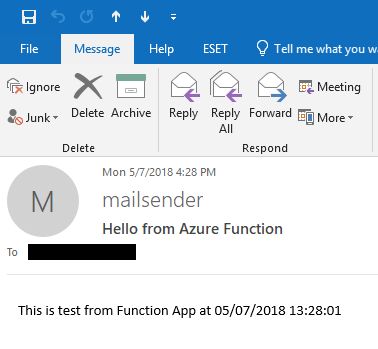 File Message Help ESET Tell me what you wa
Ignore
Junk
Delete
Archive
Reply
Reply All
Forward
Meeting
More
Delete
Respond
Mon 5/7/2018 4:28 PM
M
mailsender
Hello from Azure Function
To
This is test from Function App at 05/07/2018 13:28:01